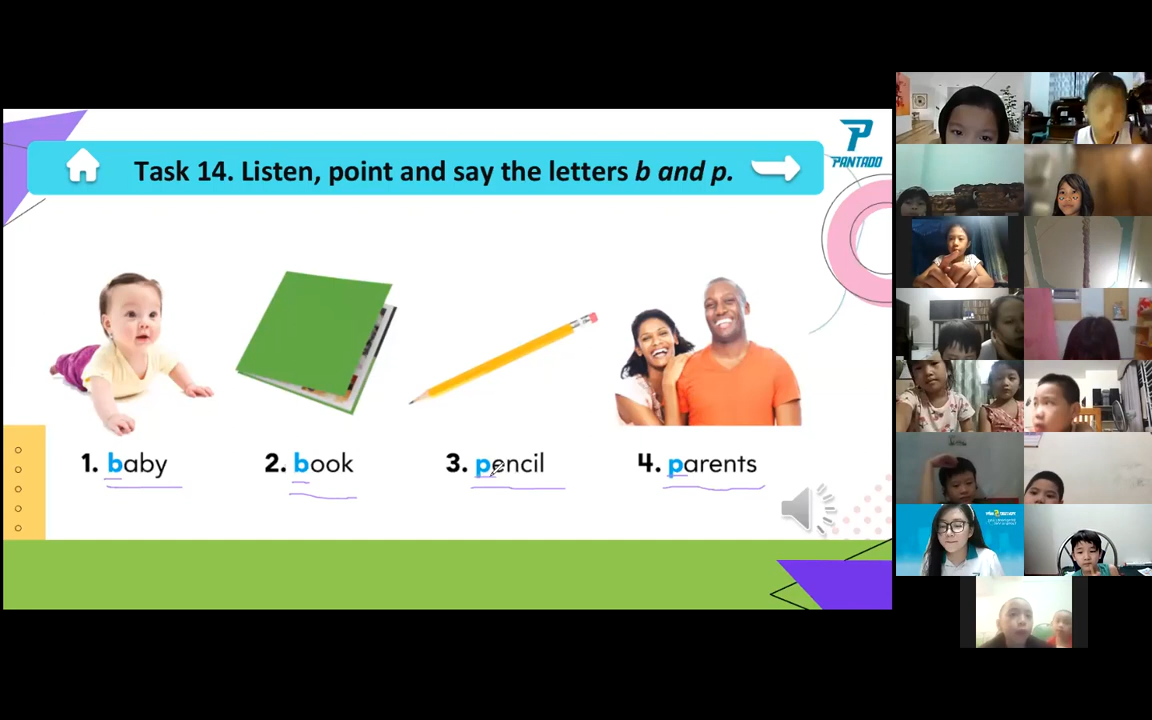 Task 14. Listen, point and say the letters b and p.
PANTADO
1. baby
2. book
3. pencil
4. parents